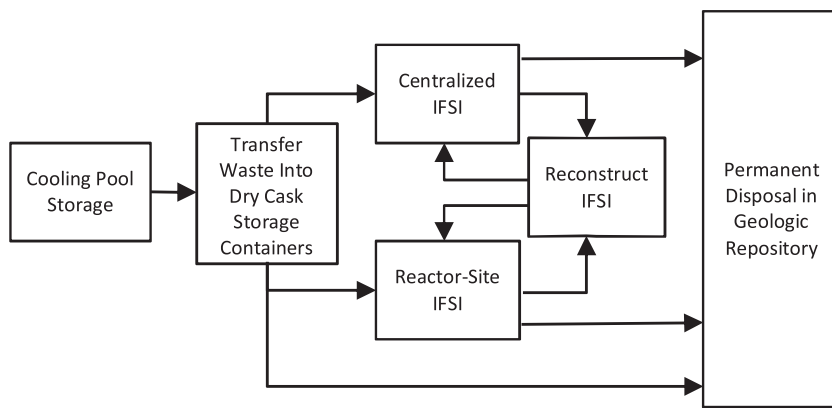 Cooling Pool
Storage
Transfer
Waste Into
Dry Cask
Storage
Containers
Centralized
IFSI
Reconstruct
IFSI
Reactor-Site
IFSI
Permanent
Disposal in
Geologic
Repository